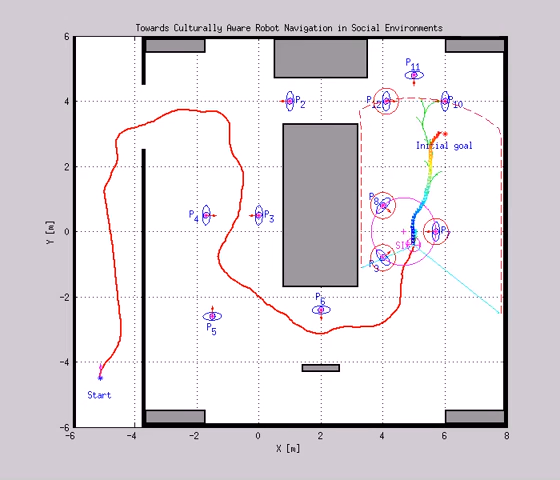 Towards Culturally Aware Robot Navigation in Social Environments
6
4
2
0
-2
-4
-6
Y [m]
P11
P2
P10
Initial goal
P8
P4
P3
P6
P5
Start
-6
-4
-2
0
2
4
6
8
X [m]